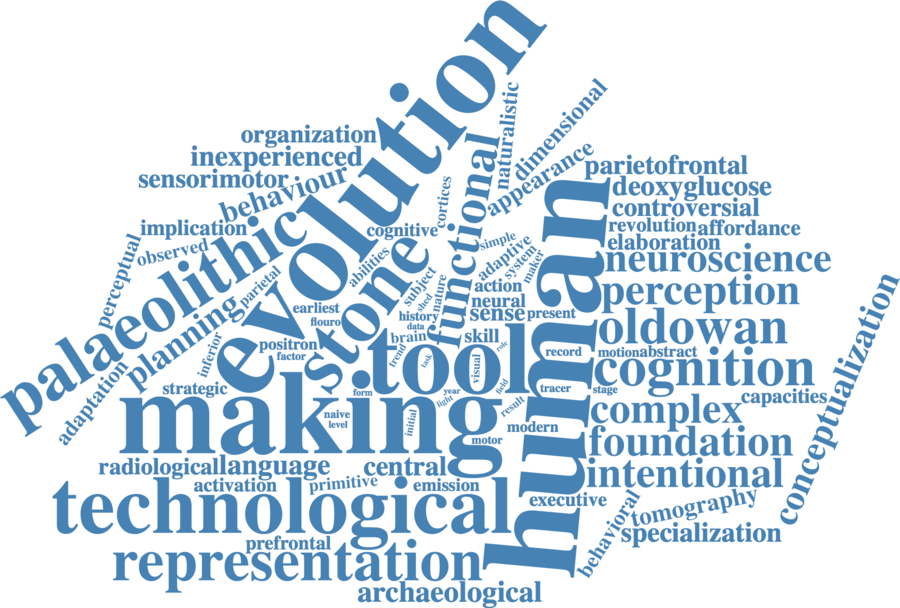 evolution
organization
inexperienced
sensorimotor
behaviour
naturalistic
dimensional
appearance
functional
cortices
parietofrontal
deoxyglucose
controversial
revolution
affordance
elaboration
neuroscience
implication
observed
perceptual
palaeolithic
cognitive
abilities
simple
adaptive
system
maker
subject
nature
shed
action
neural
sense
present
perception
oldowan
human
planning
parietal
earliest
flouro
history
data
stone
positron
factor
inferior
brain
skill
trend
task
tool
visual
role
record
motion
abstract
cognition
conceptualization
adaptation
strategic
form
year
light
field
tracer
stage
capacities
making
naive
level
initial
result
modern
motor
complex
foundation
radiological
language
central
intentional
activation
primitive
emission
executive
behavioral
tomography
technological
specialization
prefrontal
representation
archaeological